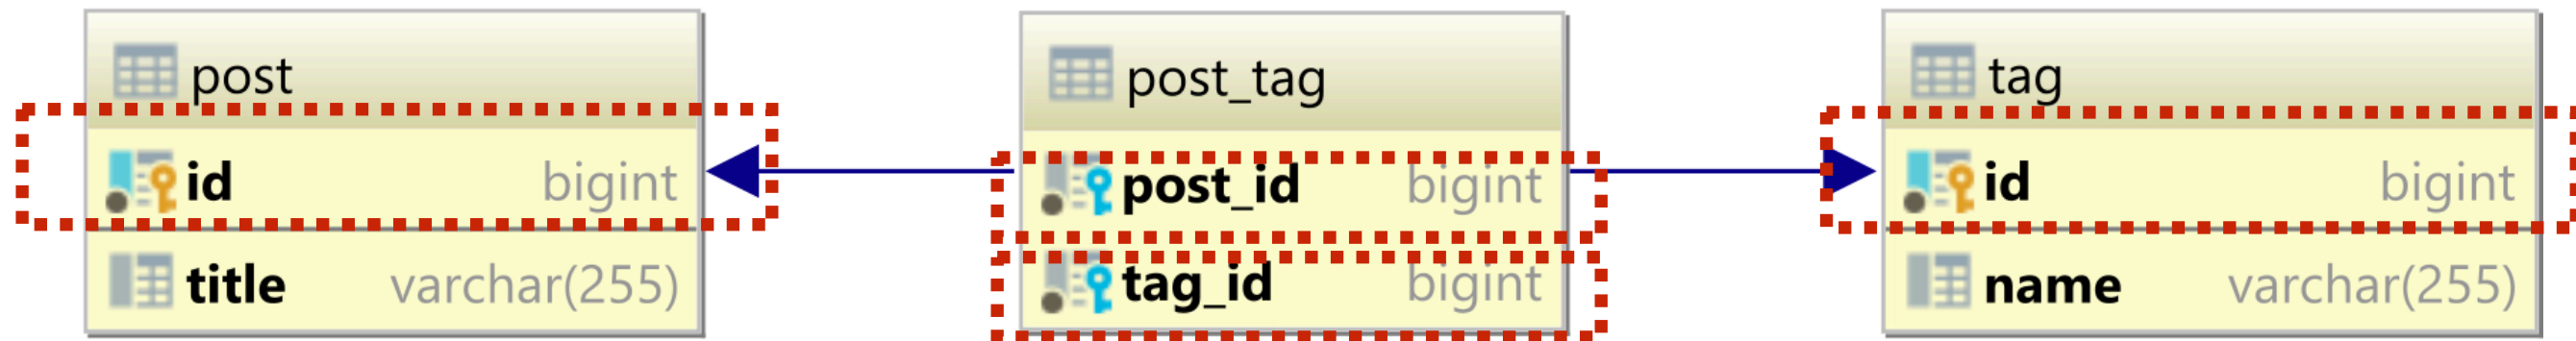 post
id bigint
title varchar(255)
post_tag
post_id bigint
tag_id bigint
tag
id bigint
name varchar(255)